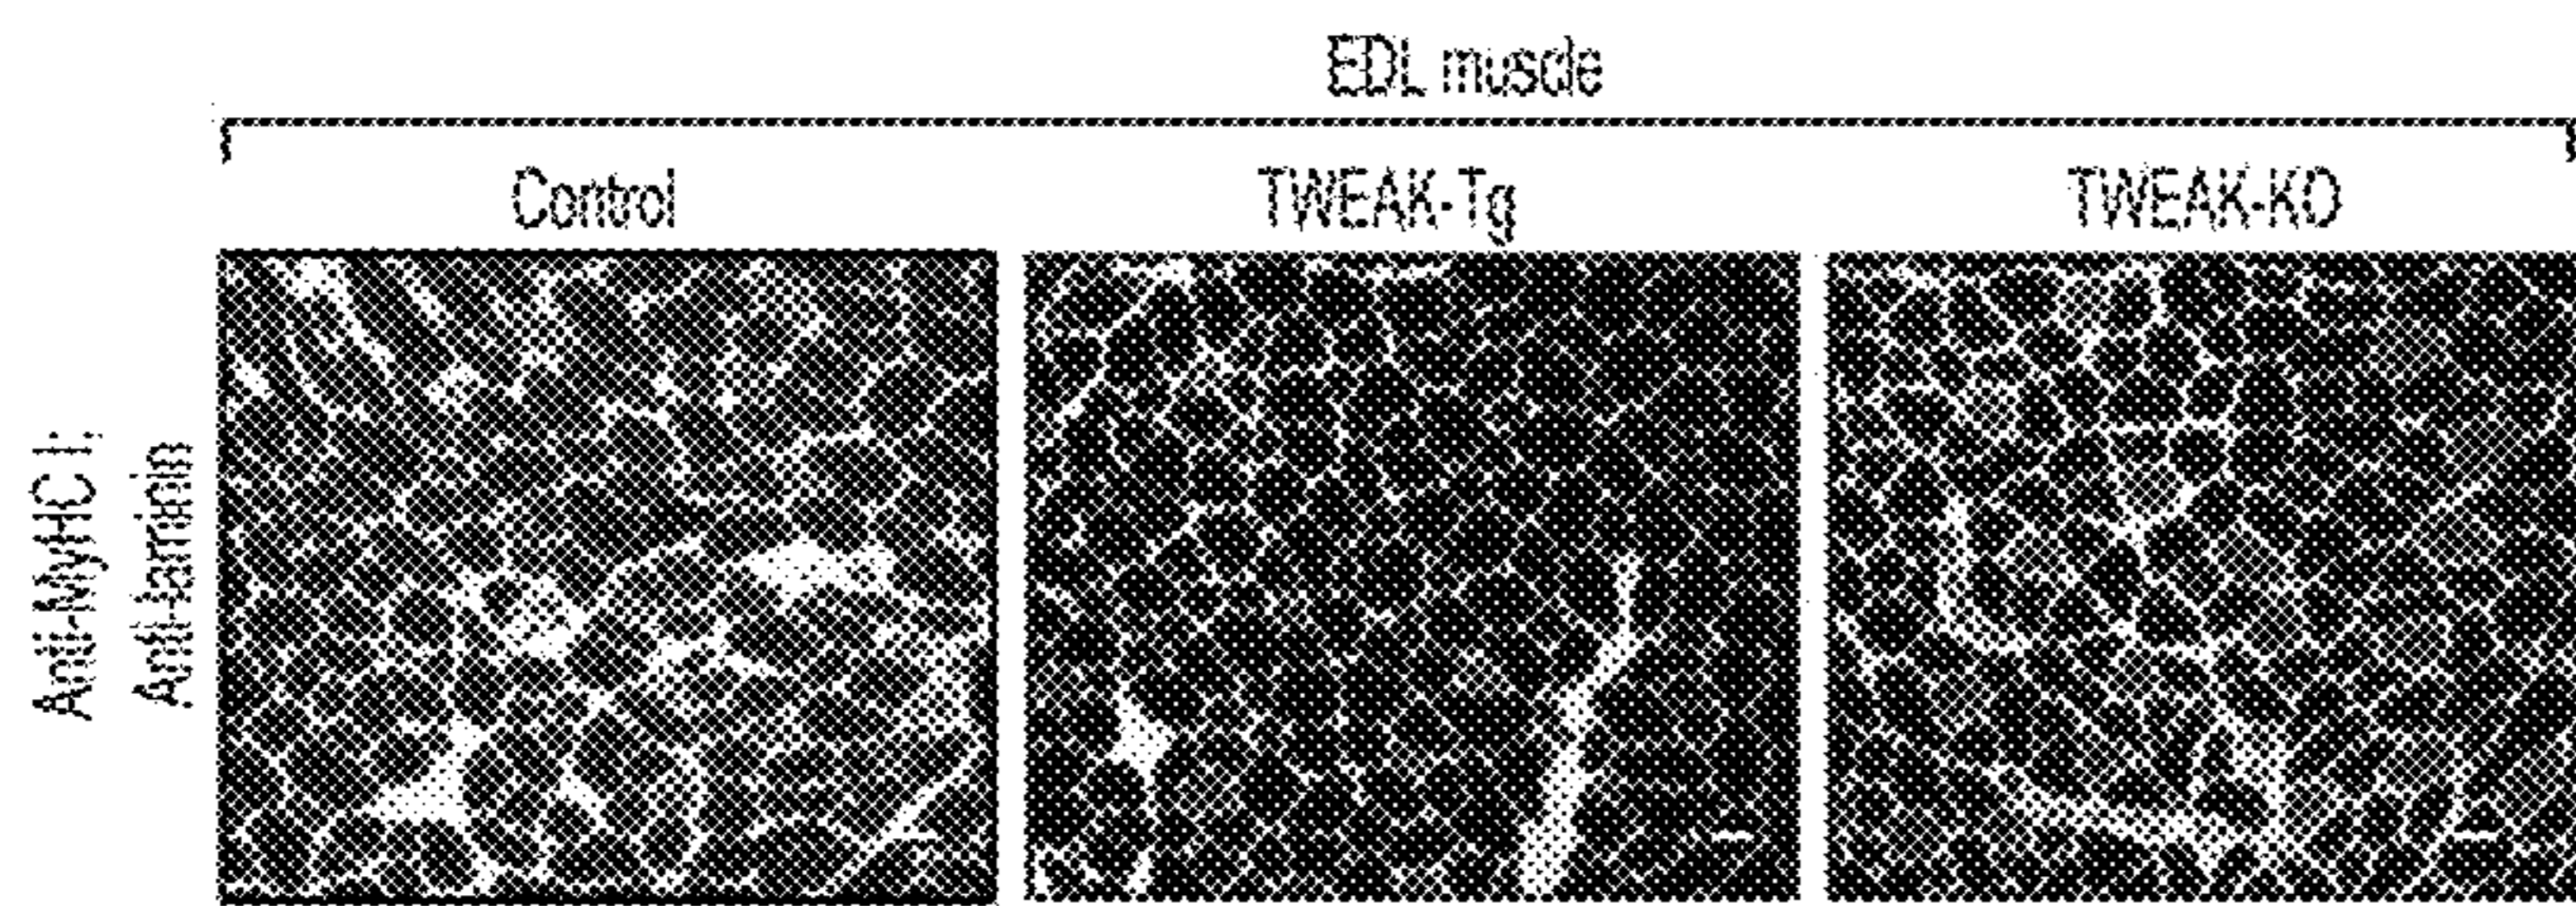 EDL muscle
Control
TWEAK-Tg
TWEAK-KO
Anti-MyHC I;
Anti-laminin